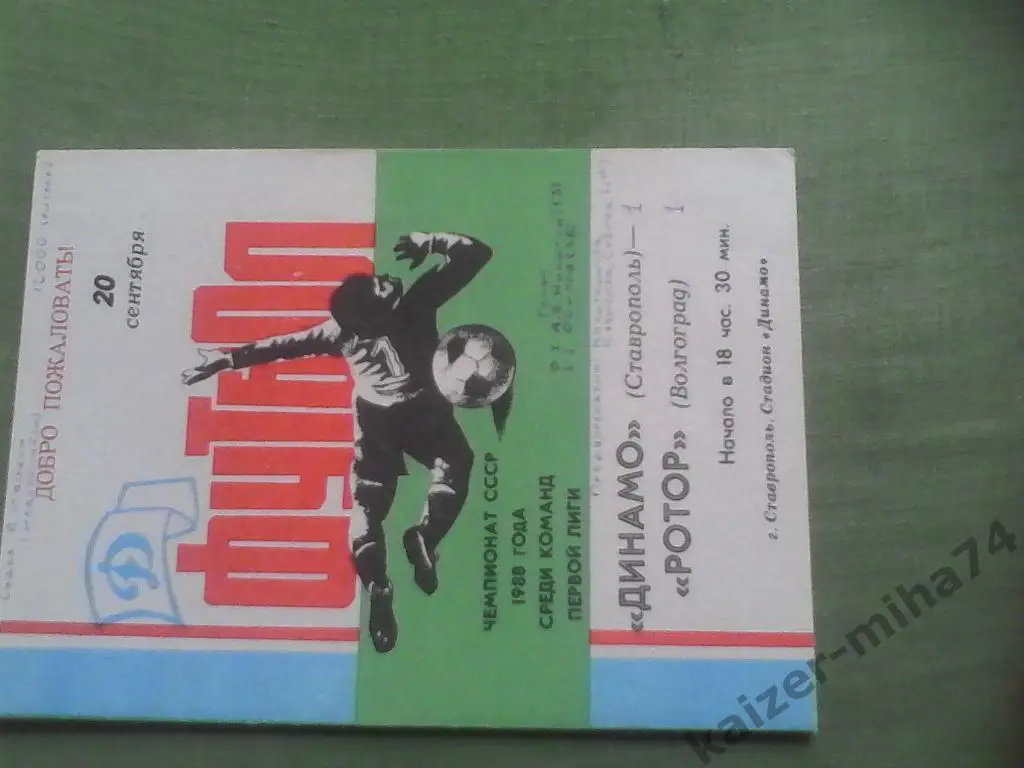 12000
ДОБРО ПОЖАЛОВАТЬ!
20
сентября
Д
ФУТБОЛ
ЧЕМПИОНАТ СССР
1988 ГОДА
СРЕДИ КОМАНД
ПЕРВОЙ ЛИГИ
«ДИНАМО» (Ставрополь) — 1
«РОТОР» (Волгоград) 1
Начало в 18 час. 30 мин.
г. Ставрополь. Стадион «Динамо»
kaizer-miha74